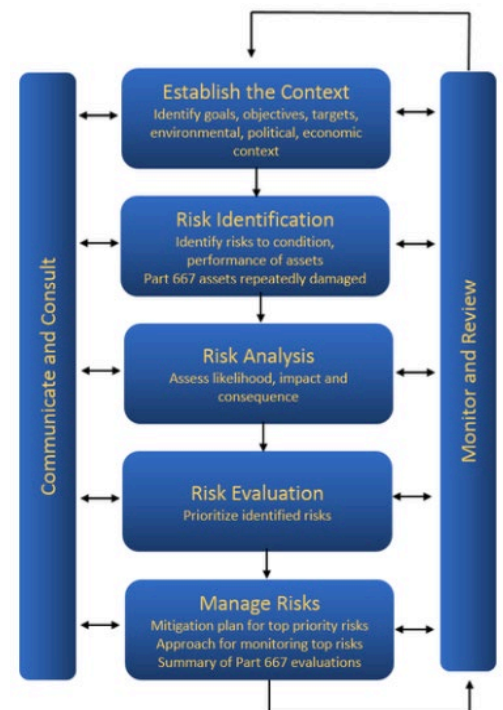 Communicate and Consult
Establish the Context
Identify goals, objectives, targets,
environmental, political, economic
context
Risk Identification
Identify risks to condition,
performance of assets
Part 667 assets repeatedly damaged
Risk Analysis
Assess likelihood, impact and
consequence
Risk Evaluation
Prioritize identified risks
Manage Risks
Mitigation plan for top priority risks
Approach for monitoring top risks
Summary of Part 667 evaluations
Monitor and Review